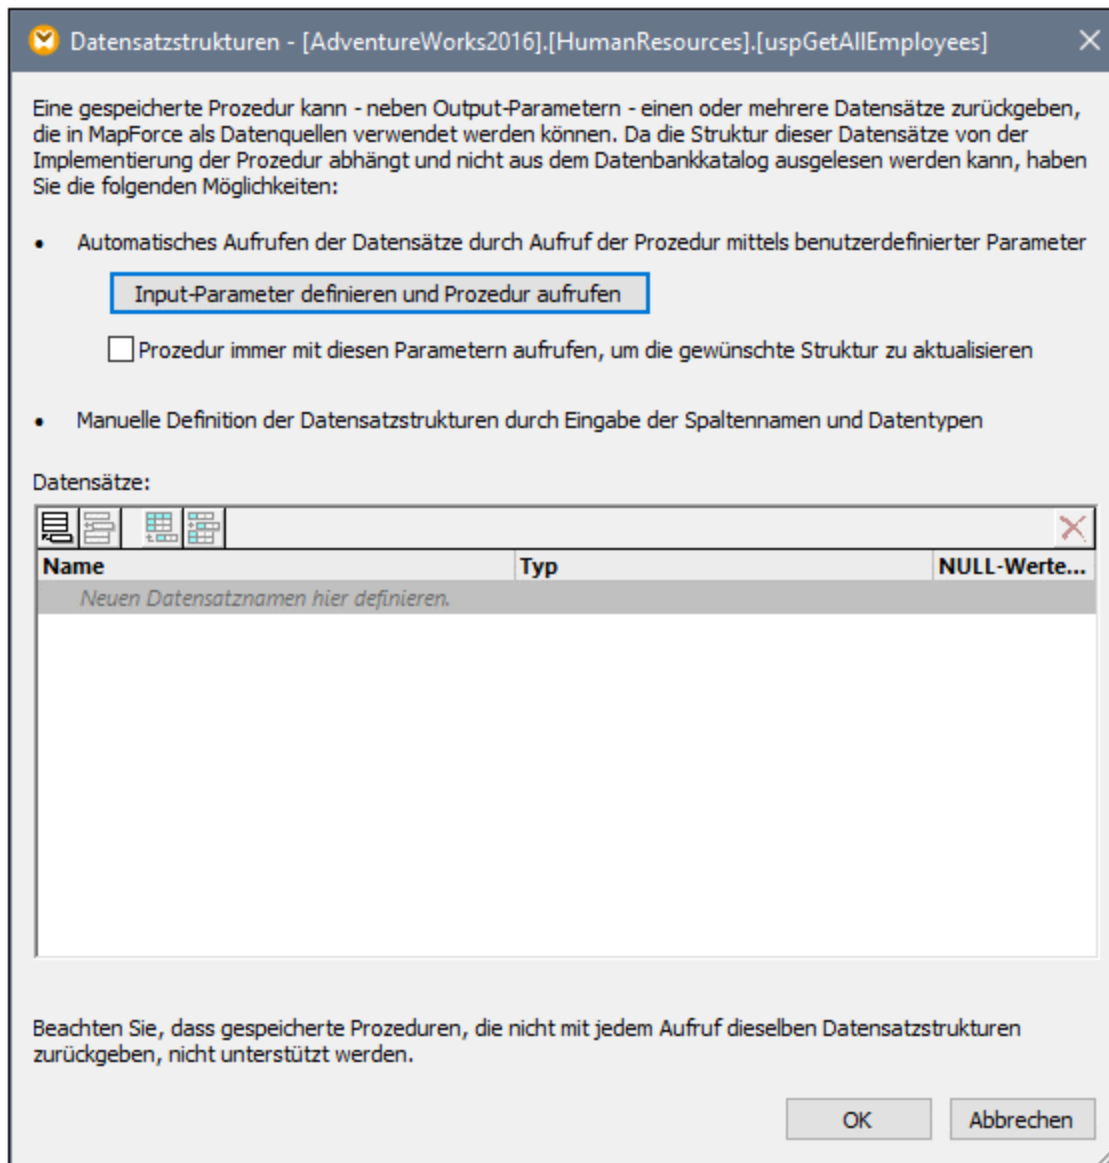 Datensatzstrukturen - [AdventureWorks2016].[HumanResources].[uspGetAllEmployees]
Eine gespeicherte Prozedur kann - neben Output-Parametern - einen oder mehrere Datensätze zurückgeben,
die in MapForce als Datenquellen verwendet werden können. Da die Struktur dieser Datensätze von der
Implementierung der Prozedur abhängt und nicht aus dem Datenbankkatalog ausgelesen werden kann, haben
Sie die folgenden Möglichkeiten:
• Automatisches Aufrufen der Datensätze durch Aufruf der Prozedur mittels benutzerdefinierter Parameter
Input-Parameter definieren und Prozedur aufrufen
Prozedur immer mit diesen Parametern aufrufen, um die gewünschte Struktur zu aktualisieren
• Manuelle Definition der Datensatzstrukturen durch Eingabe der Spaltennamen und Datentypen
Datensätze:
Name Typ NULL-Werte...
Neuen Datensatznamen hier definieren.
Beachten Sie, dass gespeicherte Prozeduren, die nicht mit jedem Aufruf dieselben Datensatzstrukturen
zurückgeben, nicht unterstützt werden.
OK Abbrechen